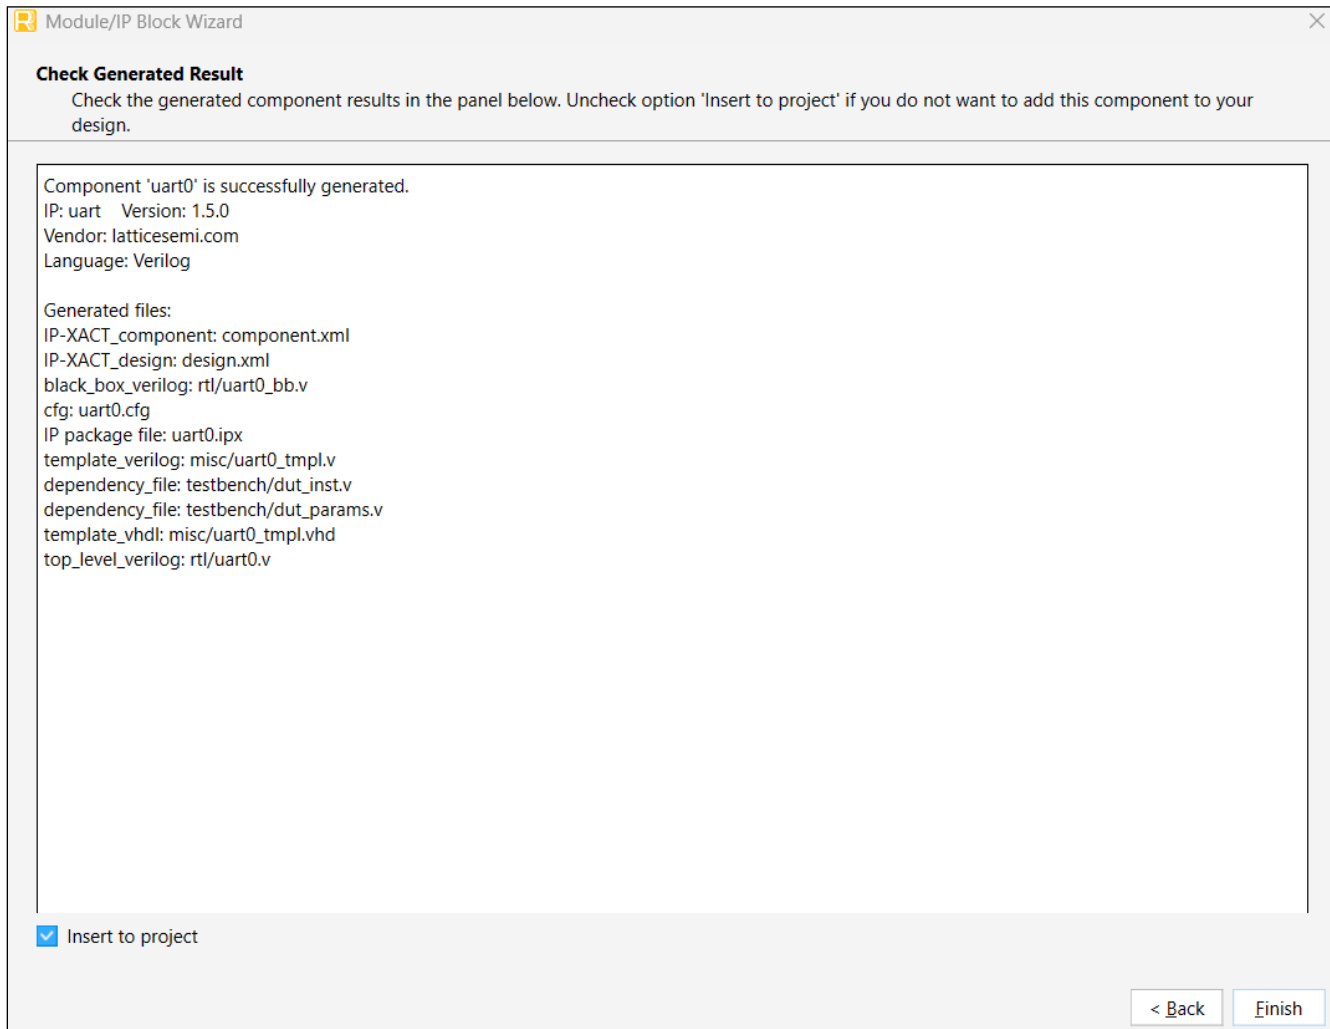 Module/IP Block Wizard
Check Generated Result
Check the generated component results in the panel below. Uncheck option 'Insert to project' if you do not want to add this component to your
design.
Component 'uart0' is successfully generated.
IP: uart    Version: 1.5.0
Vendor: latticesemi.com
Language: Verilog
Generated files:
IP-XACT_component: component.xml
IP-XACT_design: design.xml
black_box_verilog: rtl/uart0_bb.v
cfg: uart0.cfg
IP package file: uart0.ipx
template_verilog: misc/uart0_tmpl.v
dependency_file: testbench/dut_inst.v
dependency_file: testbench/dut_params.v
template_vhdl: misc/uart0_tmpl.vhd
top_level_verilog: rtl/uart0.v
Insert to project
< Back
Finish